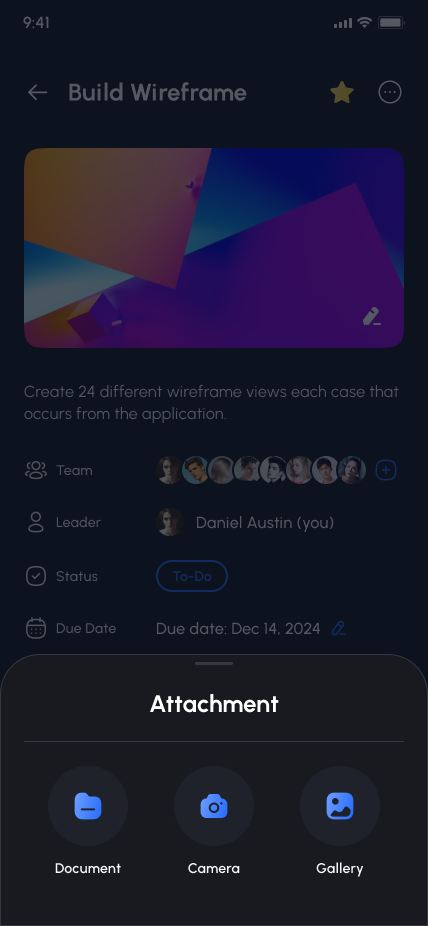 9:41
Build Wireframe
Create 24 different wireframe views each case that
occurs from the application.
Team
Leader
Daniel Austin (you)
Status
To-Do
Due Date
Due date: Dec 14, 2024
Attachment
Document
Camera
Gallery